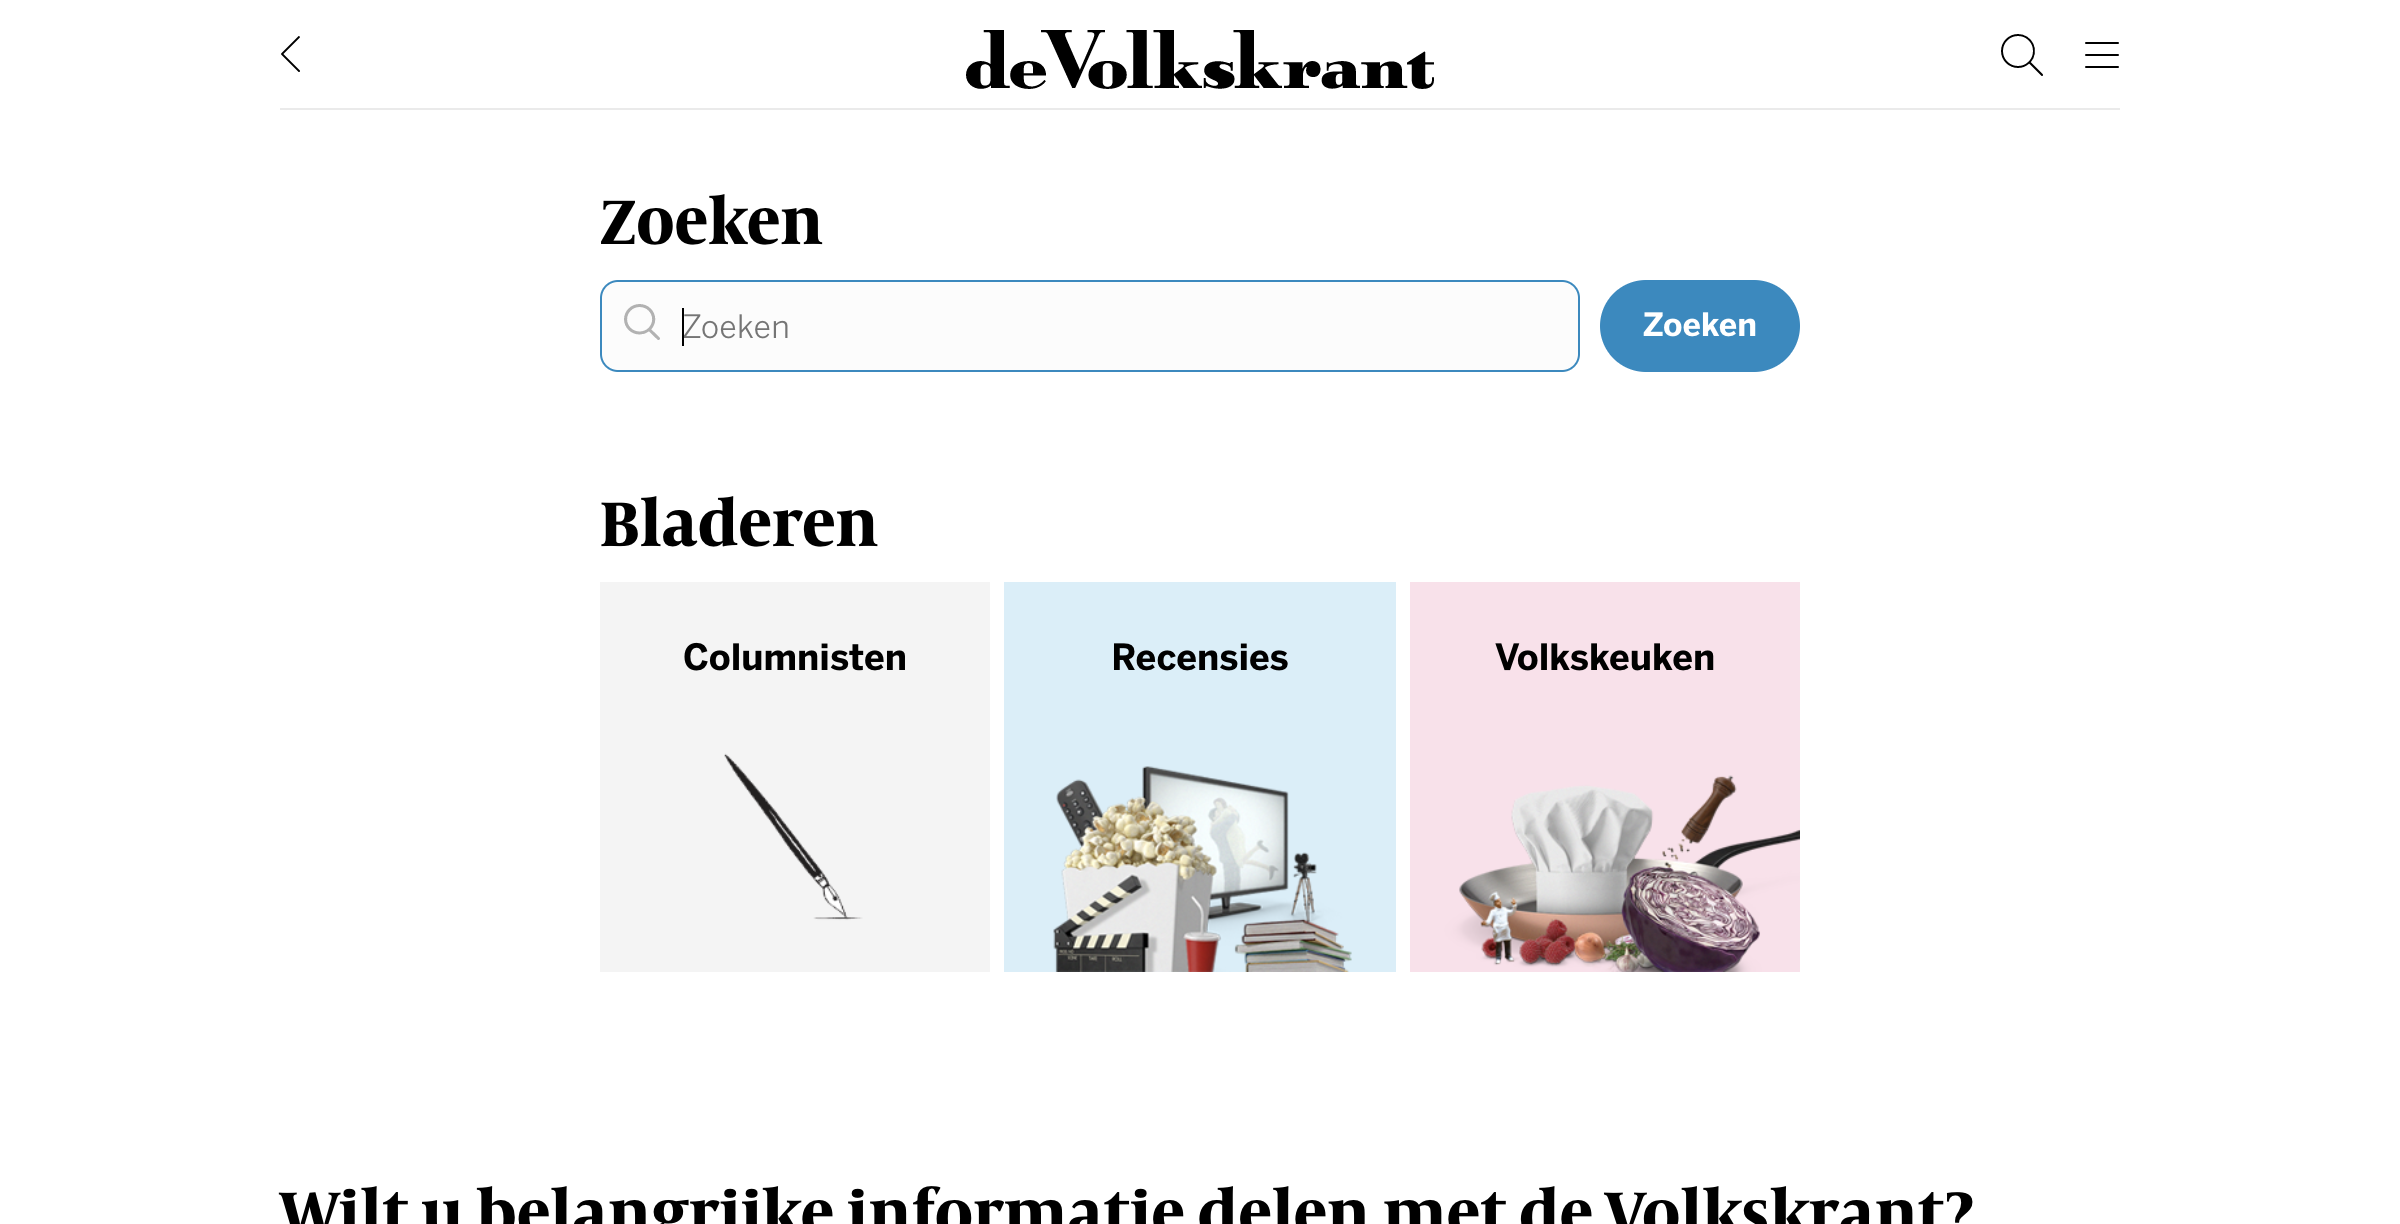 deVolkskrant
Zoeken
Zoeken
Zoeken
Bladeren
Columnisten
Recensies
Volkskeuken
Wilt u belangrijke informatie delen met de Volkskrant?